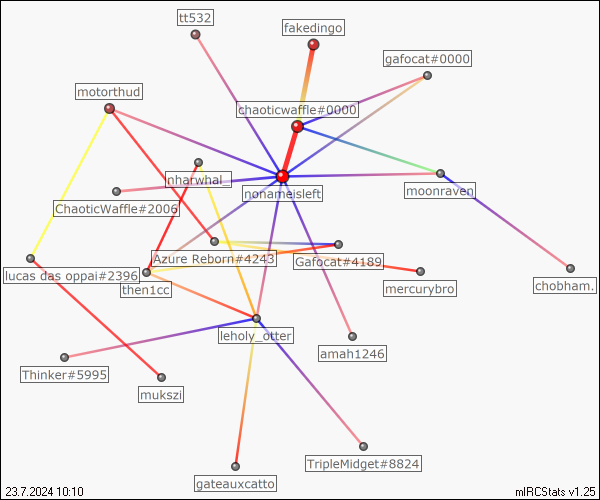 tt532
fakedingo
gafocat#0000
motorthud
chaoticwaffle#0000
nharwhal_
nonameisleft
moonraven
ChaoticWaffle#2006
Azure Reborn#4243
Gafocat#4189
lucas das oppai#2396
then1cc
mercurybro
chobham.
leholy_otter
amah1246
Thinker#5995
mukszi
TripleMidget#8824
gateauxcatto
23.7.2024 10:10
mIRCStats v1.25